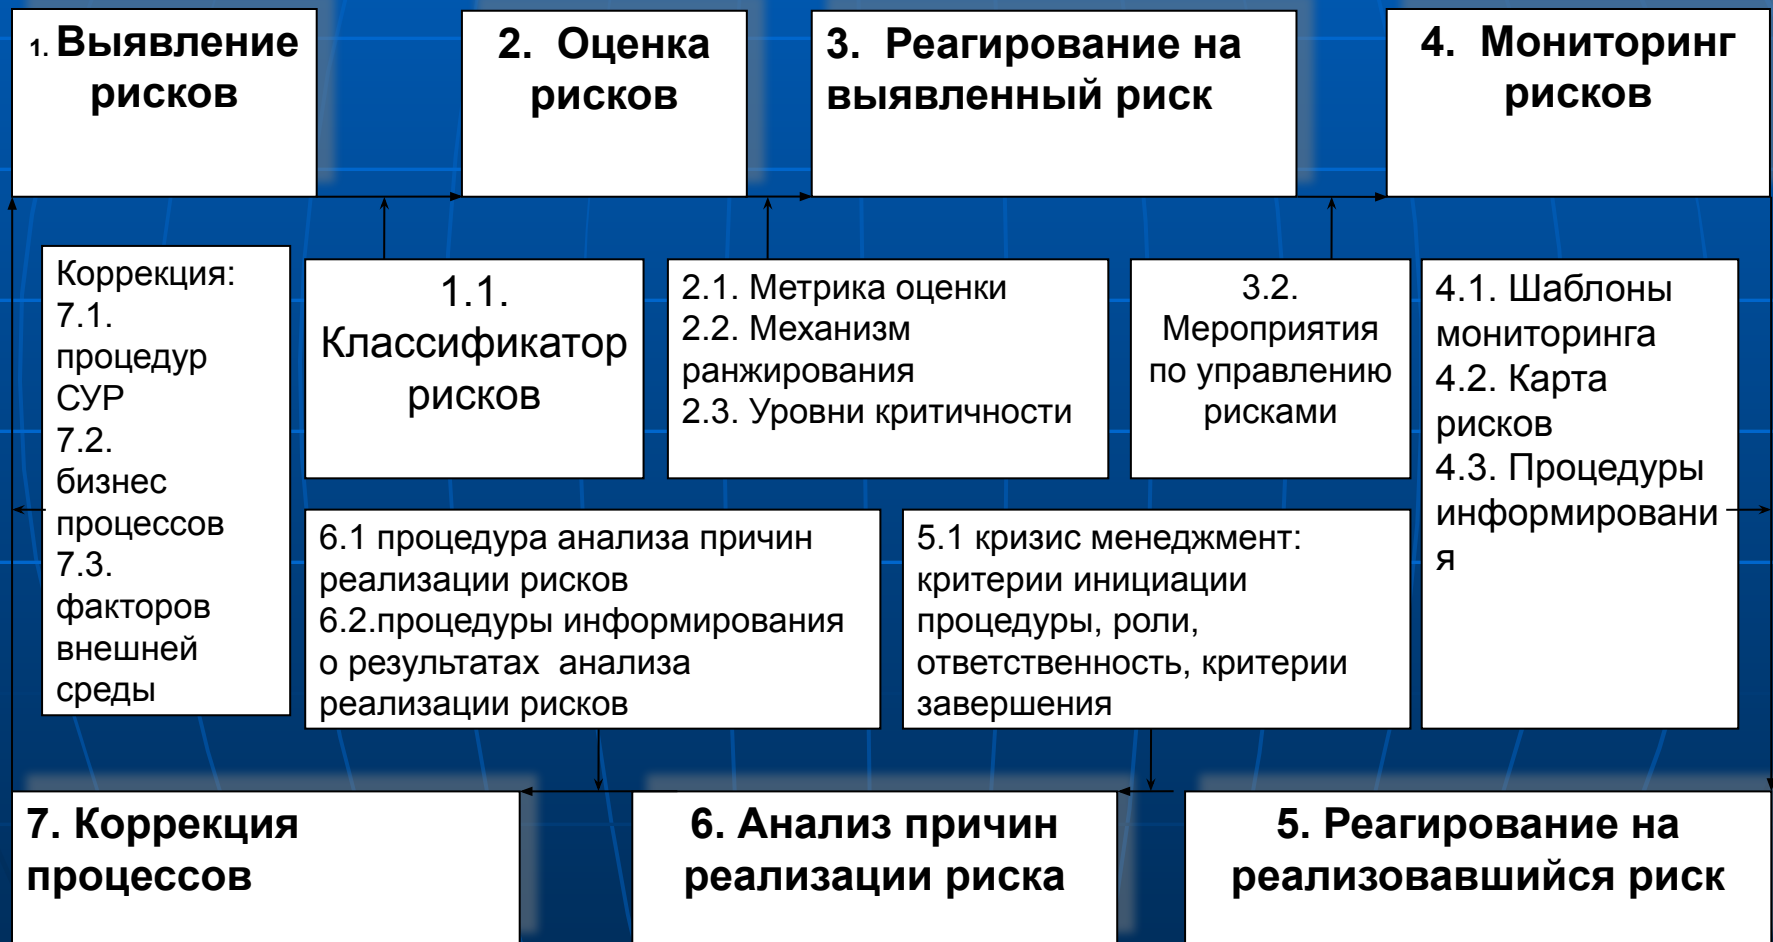 1. Выявление
рисков
2. Оценка
рисков
3. Реагирование на
выявленный риск
4. Мониторинг
рисков
Коррекция:
7.1.
процедур
СУР
7.2.
бизнес
процессов
7.3.
факторов
внешней
среды
1.1.
Классификатор
рисков
2.1. Метрика оценки
2.2. Механизм
ранжирования
2.3. Уровни критичности
3.2.
Мероприятия
по управлению
рисками
4.1. Шаблоны
мониторинга
4.2. Карта
рисков
4.3. Процедуры
информировани
я
6.1 процедура анализа причин
реализации рисков
6.2.процедуры информирования
о результатах анализа
реализации рисков
5.1 кризис менеджмент:
критерии инициации
процедуры, роли,
ответственность, критерии
завершения
7. Коррекция
процессов
6. Анализ причин
реализации риска
5. Реагирование на
реализовавшийся риск